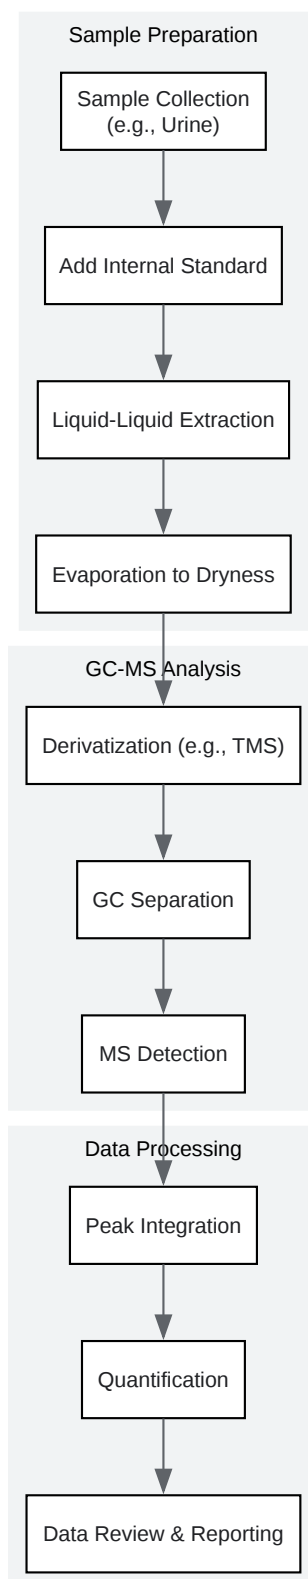 Sample Preparation
Sample Collection
(e.g., Urine)
Add Internal Standard
Liquid-Liquid Extraction
Evaporation to Dryness
GC-MS Analysis
Derivatization (e.g., TMS)
GC Separation
MS Detection
Data Processing
Peak Integration
Quantification
Data Review & Reporting